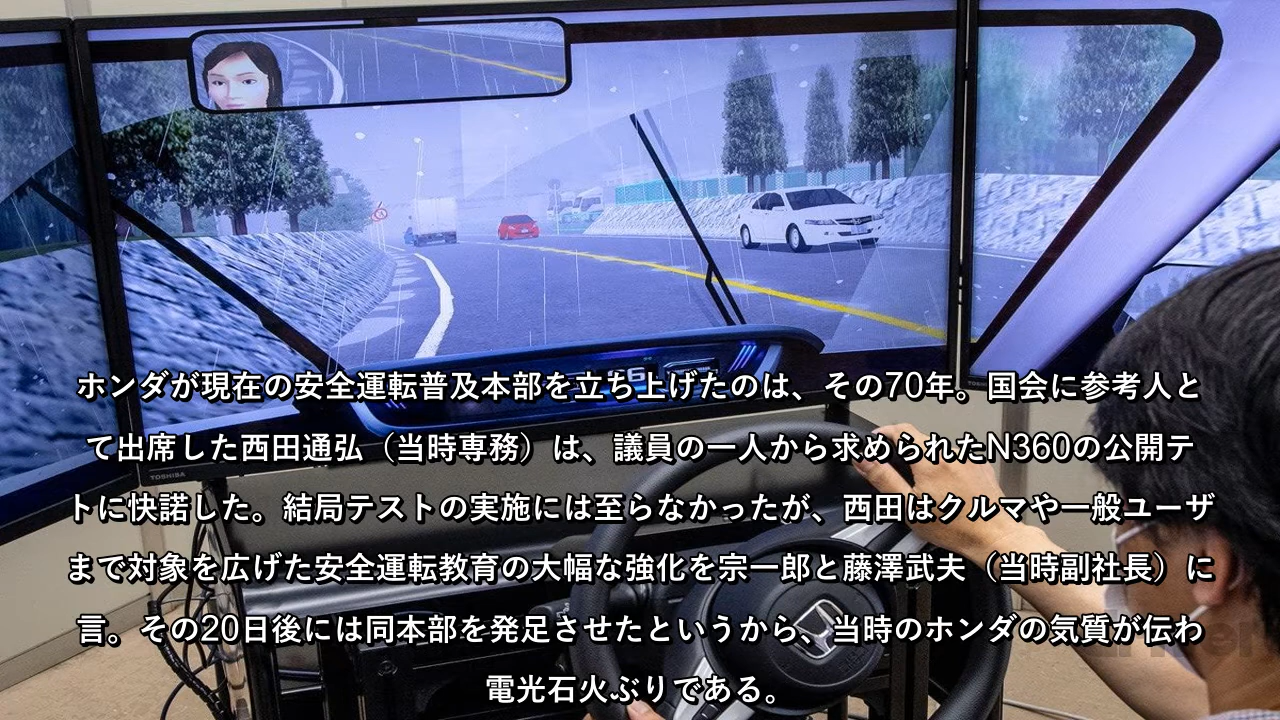 ホンダが現在の安全運転普及本部を立ち上げたのは、その70年。国会に参考人と
て出席した西田通弘（当時専務）は、議員の一人から求められたN360の公開テ
トに快諾した。結局テストの実施には至らなかったが、西田はクルマや一般ユーザ
まで対象を広げた安全運転教育の大幅な強化を宗一郎と藤澤武夫（当時副社長）に
言。その20日後には同本部を発足させたというから、当時のホンダの気質が伝わ
電光石火ぶりである。
TOSHIBA